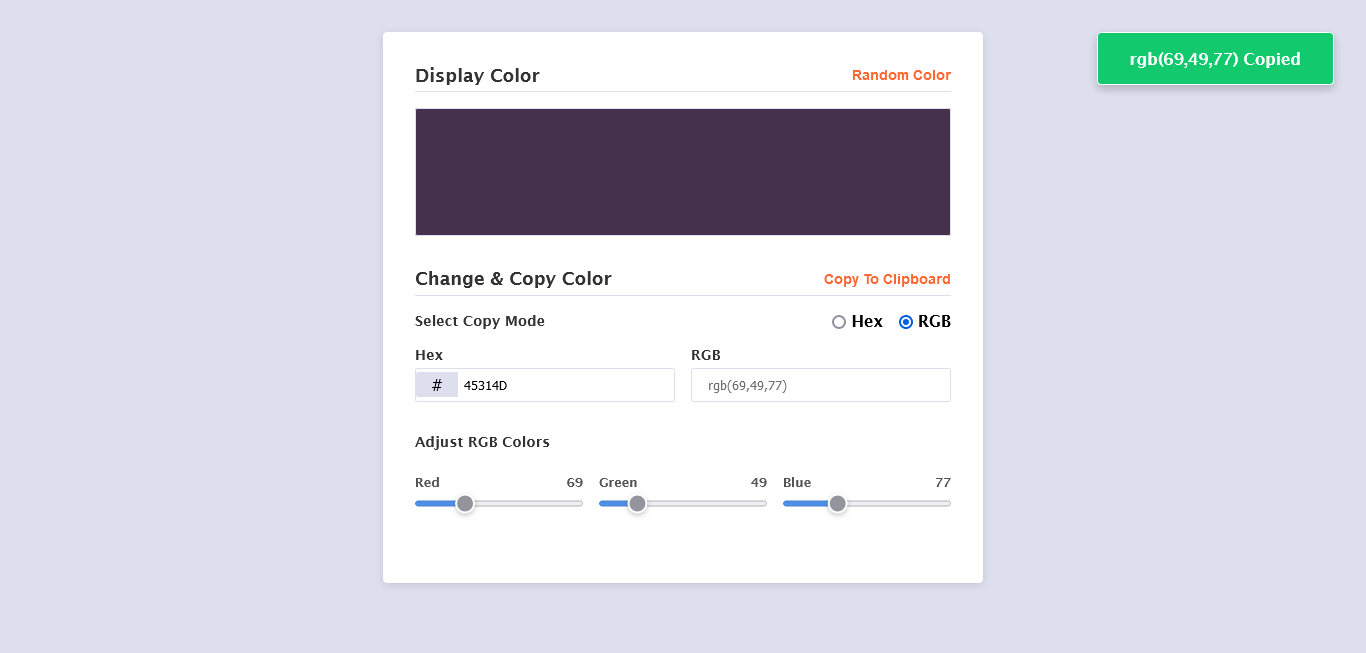 rgb(69,49,77) Copied
Display Color
Random Color
Change & Copy Color
Copy To Clipboard
Select Copy Mode
Hex
RGB
Hex
RGB
# 45314D
rgb(69,49,77)
Adjust RGB Colors
Red 69
Green 49
Blue 77